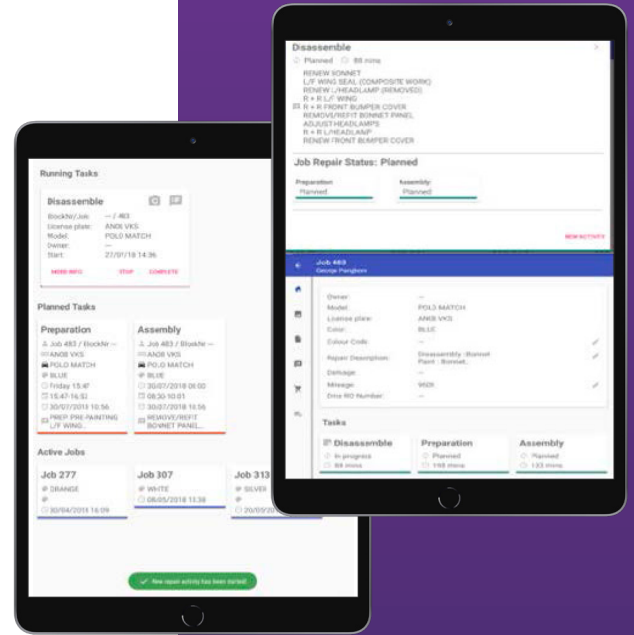 Running Tasks
Disassemble
BlockNr/Job: -- / 483
License plate: AN08 VKS
Model: POLO MATCH
Owner: --
Start: 27/07/18 14:36
MORE INFO STOP COMPLETE
Planned Tasks
Preparation
Job 483 / BlockNr --
AN08 VKS
POLO MATCH
BLUE
Friday 15:47
15:47-16:32
30/07/2018 10:56
PREP PRE-PAINTING
L/F WING...
Assembly
Job 483 / BlockNr --
AN08 VKS
POLO MATCH
BLUE
30/07/2018 08:00
08:30-10:01
30/07/2018 10:56
REMOVE/REFIT
BONNET PANEL...
Active Jobs
Job 277
ORANGE
30/04/2018 16:09
Job 307
WHITE
08/05/2018 15:38
Job 313
SILVER
New repair activity has been started!
Disassemble
Planned 88 mins
RENEW BONNET
L/F WING SEAL (COMPOSITE WORK)
RENEW L/HEADLAMP (REMOVED)
R + R L/F WING
R + R FRONT BUMPER COVER
REMOVE/REFIT BONNET PANEL
ADJUST HEADLAMPS
R + R L/HEADLAMP
RENEW FRONT BUMPER COVER
Job Repair Status: Planned
Preparation
Planned
Assembly
Planned
NEW ACTIVITY
Job 483
George Pangborn
Owner --
Model: POLO MATCH
License plate: AN08 VKS
Color: BLUE
Colour Code: --
Repair Description: Disassembly :Bonnet
Paint : Bonnet,
Damage: --
Mileage: 9605
Drive RO Number: --
Tasks
Disassemble
In progress
88 mins
Preparation
Planned
198 mins
Assembly
Planned
133 mins